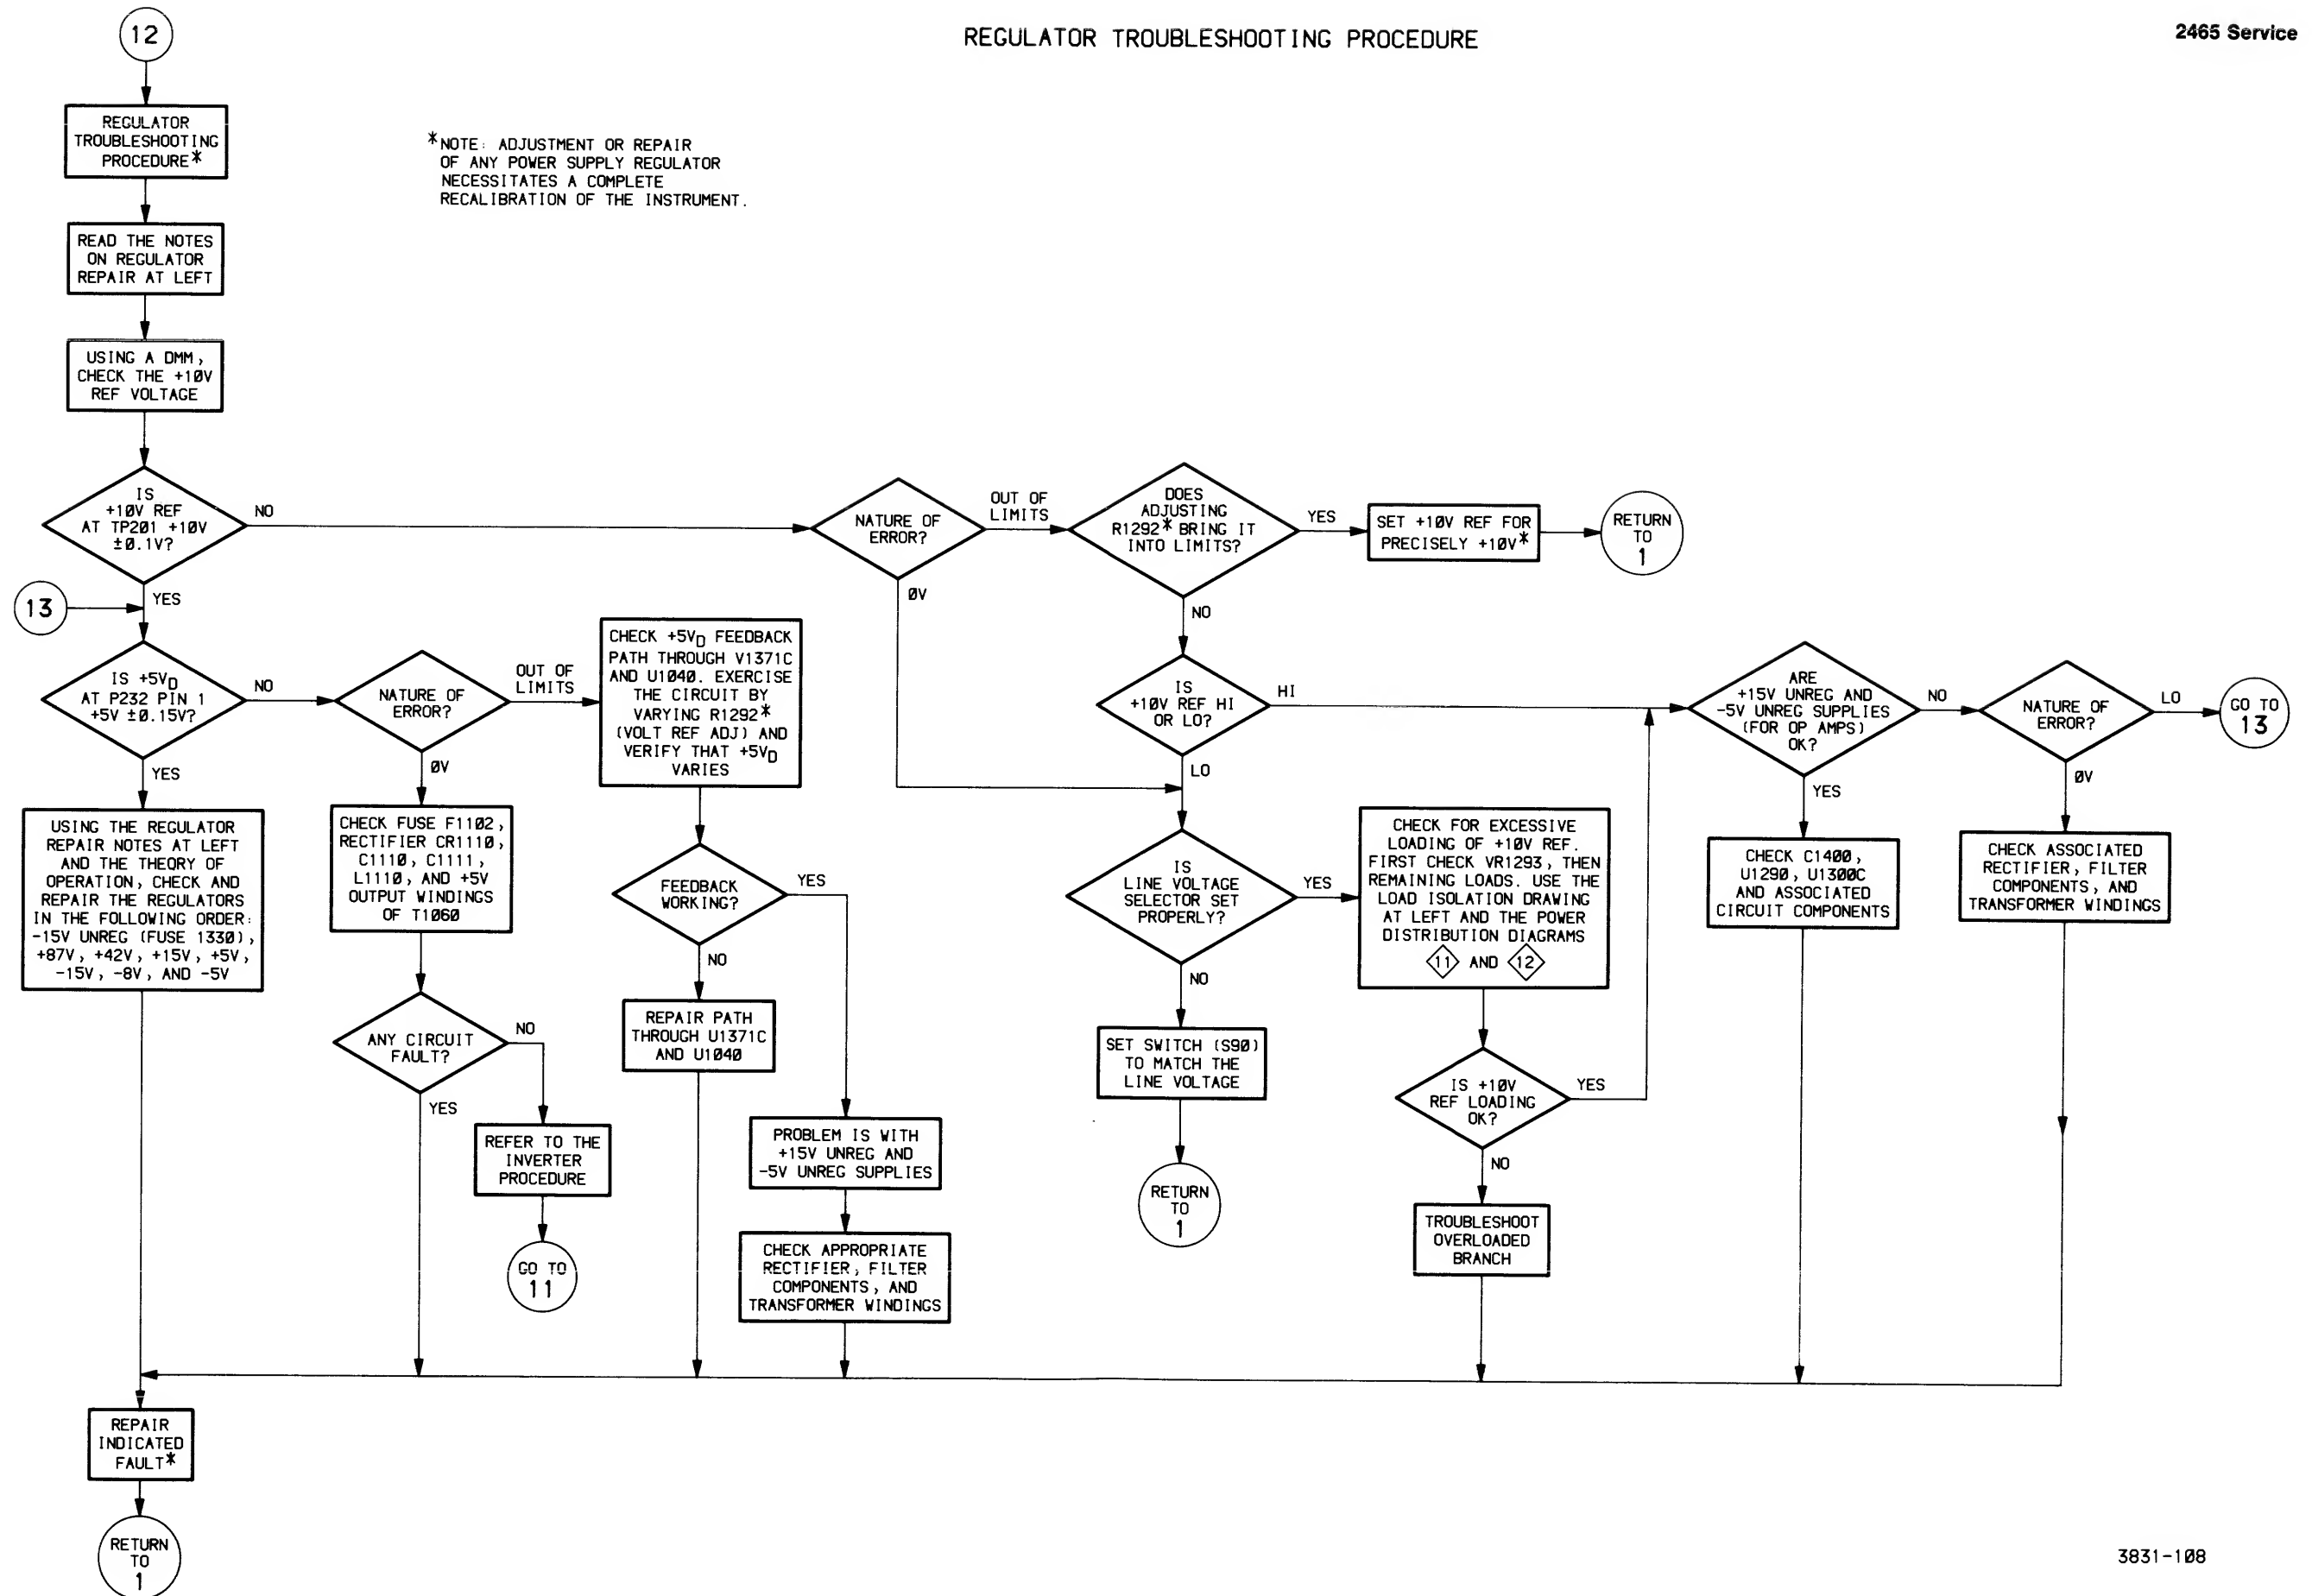 12
REGULATOR TROUBLESHOOTING PROCEDURE
2465 Service
REGULATOR
TROUBLESHOOTING
PROCEDURE*
*NOTE: ADJUSTMENT OR REPAIR
OF ANY POWER SUPPLY REGULATOR
NECESSITATES A COMPLETE
RECALIBRATION OF THE INSTRUMENT.
READ THE NOTES
ON REGULATOR
REPAIR AT LEFT
USING A DMM,
CHECK THE +10V
REF VOLTAGE
IS
+10V REF
AT TP201 +10V
±0.1V?
NO
YES
NATURE OF
ERROR?
OUT OF
LIMITS
0V
DOES
ADJUSTING
R1292* BRING IT
INTO LIMITS?
YES
NO
SET +10V REF FOR
PRECISELY +10V*
RETURN
TO
1
13
IS +5VD
AT P232 PIN 1
+5V ±0.15V?
NO
YES
NATURE OF
ERROR?
OUT OF
LIMITS
0V
CHECK +5VD FEEDBACK
PATH THROUGH V1371C
AND U1040. EXERCISE
THE CIRCUIT BY
VARYING R1292*
(VOLT REF ADJ) AND
VERIFY THAT +5VD
VARIES
IS
+10V REF HI
OR LO?
HI
LO
ARE
+15V UNREG AND
-5V UNREG SUPPLIES
(FOR OP AMPS)
OK?
NO
YES
NATURE OF
ERROR?
LO
0V
GO TO
13
USING THE REGULATOR
REPAIR NOTES AT LEFT
AND THE THEORY OF
OPERATION, CHECK AND
REPAIR THE REGULATORS
IN THE FOLLOWING ORDER:
-15V UNREG (FUSE 1330),
+87V, +42V, +15V, +5V,
-15V, -8V, AND -5V
CHECK FUSE F1102,
RECTIFIER CR1110,
C1110, C1111,
L1110, AND +5V
OUTPUT WINDINGS
OF T1060
FEEDBACK
WORKING?
YES
NO
IS
LINE VOLTAGE
SELECTOR SET
PROPERLY?
YES
NO
CHECK FOR EXCESSIVE
LOADING OF +10V REF.
FIRST CHECK VR1293, THEN
REMAINING LOADS. USE THE
LOAD ISOLATION DRAWING
AT LEFT AND THE POWER
DISTRIBUTION DIAGRAMS
11 AND 12
CHECK C1400,
U1290, U1300C
AND ASSOCIATED
CIRCUIT COMPONENTS
CHECK ASSOCIATED
RECTIFIER, FILTER
COMPONENTS, AND
TRANSFORMER WINDINGS
ANY CIRCUIT
FAULT?
NO
YES
REPAIR PATH
THROUGH U1371C
AND U1040
SET SWITCH (S90)
TO MATCH THE
LINE VOLTAGE
IS +10V
REF LOADING
OK?
YES
NO
REFER TO THE
INVERTER
PROCEDURE
PROBLEM IS WITH
+15V UNREG AND
-5V UNREG SUPPLIES
RETURN
TO
1
TROUBLESHOOT
OVERLOADED
BRANCH
GO TO
11
CHECK APPROPRIATE
RECTIFIER, FILTER
COMPONENTS, AND
TRANSFORMER WINDINGS
REPAIR
INDICATED
FAULT*
RETURN
TO
1
3831-108